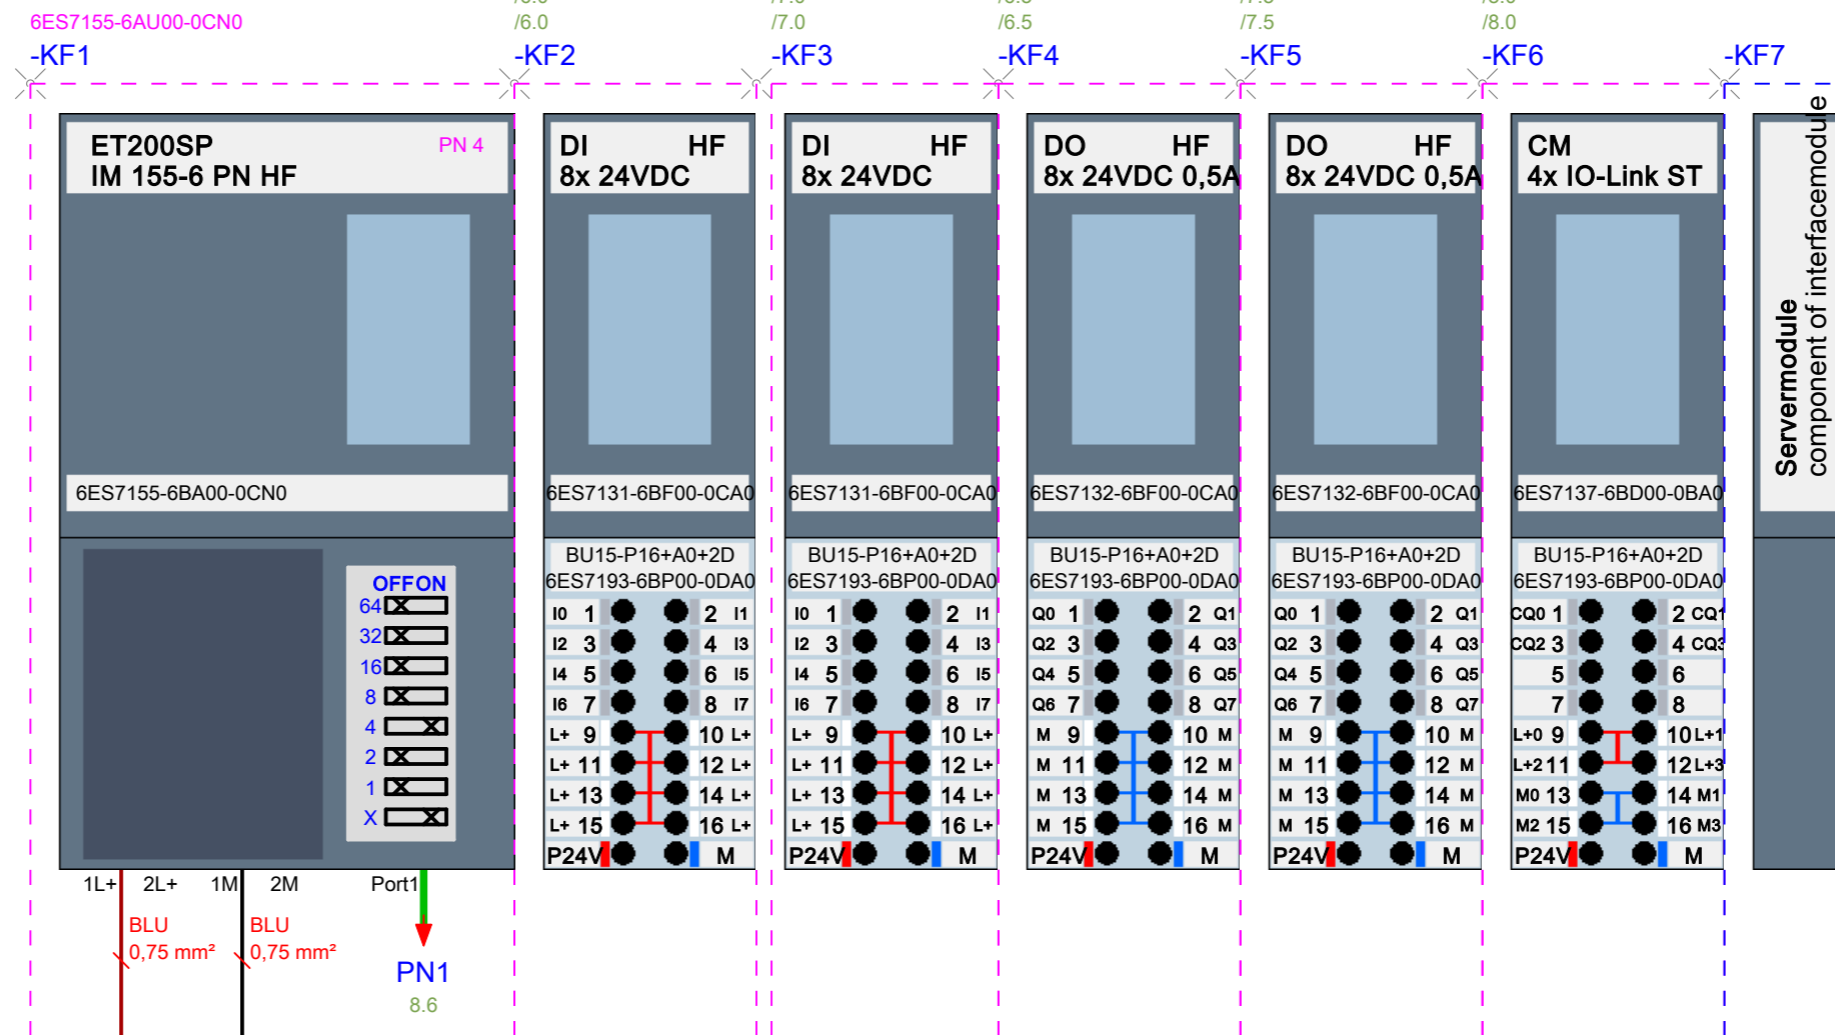 6ES7155-6AU00-0CN0
/6.0
/7.0
/6.5
/7.5
/8.0
-KF1
-KF2
-KF3
-KF4
-KF5
-KF6
-KF7
ET200SP
PN 4
IM 155-6 PN HF
6ES7155-6BA00-0CN0
OFF ON
64
32
16
8
4
2
1
X
1L+ 2L+ 1M 2M Port1
BLU
0,75 mm²
BLU
0,75 mm²
PN1
8.6
DI HF
8x 24VDC
6ES7131-6BF00-0CA0
BU15-P16+A0+2D
6ES7193-6BP00-0DA0
I0 1 2 I1
I2 3 4 I3
I4 5 6 I5
I6 7 8 I7
L+ 9 10 L+
L+ 11 12 L+
L+ 13 14 L+
L+ 15 16 L+
P24V M
DI HF
8x 24VDC
6ES7131-6BF00-0CA0
BU15-P16+A0+2D
6ES7193-6BP00-0DA0
I0 1 2 I1
I2 3 4 I3
I4 5 6 I5
I6 7 8 I7
L+ 9 10 L+
L+ 11 12 L+
L+ 13 14 L+
L+ 15 16 L+
P24V M
DO HF
8x 24VDC 0,5A
6ES7132-6BF00-0CA0
BU15-P16+A0+2D
6ES7193-6BP00-0DA0
Q0 1 2 Q1
Q2 3 4 Q3
Q4 5 6 Q5
Q6 7 8 Q7
M 9 10 M
M 11 12 M
M 13 14 M
M 15 16 M
P24V M
DO HF
8x 24VDC 0,5A
6ES7132-6BF00-0CA0
BU15-P16+A0+2D
6ES7193-6BP00-0DA0
Q0 1 2 Q1
Q2 3 4 Q3
Q4 5 6 Q5
Q6 7 8 Q7
M 9 10 M
M 11 12 M
M 13 14 M
M 15 16 M
P24V M
CM
4x IO-Link ST
6ES7137-6BD00-0BA0
BU15-P16+A0+2D
6ES7193-6BP00-0DA0
CQ0 1 2 CQ1
CQ2 3 4 CQ3
5 6
7 8
L+0 9 10 L+1
L+2 11 12 L+3
M0 13 14 M1
M2 15 16 M3
P24V M
Servermodule
component of interfacemodule